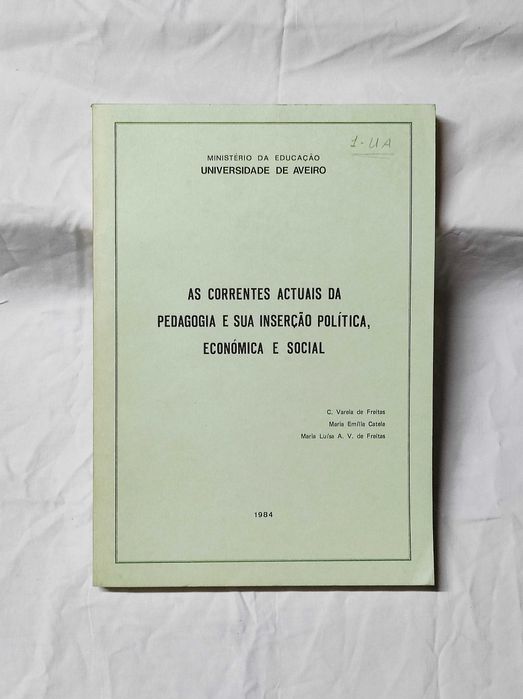 1-UA
MINISTÉRIO DA EDUCAÇÃO
UNIVERSIDADE DE AVEIRO
AS CORRENTES ACTUAIS DA
PEDAGOGIA E SUA INSERÇÃO POLÍTICA,
ECONÓMICA E SOCIAL
C. Varela de Freitas
Maria Emília Catela
Maria Luísa A. V. de Freitas
1984